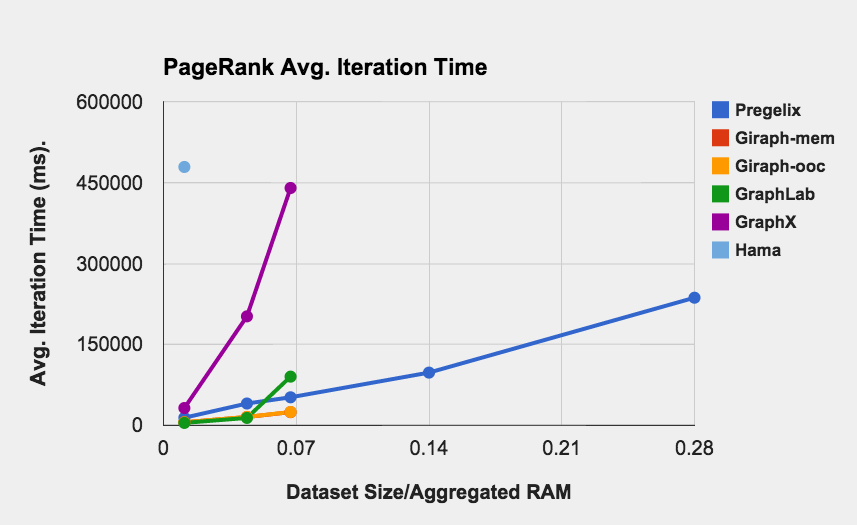 PageRank Avg. Iteration Time
600000
450000
300000
150000
0
Avg. Iteration Time (ms).
0 0.07 0.14 0.21 0.28
Dataset Size/Aggregated RAM
Pregelix
Giraph-mem
Giraph-ooc
GraphLab
GraphX
Hama